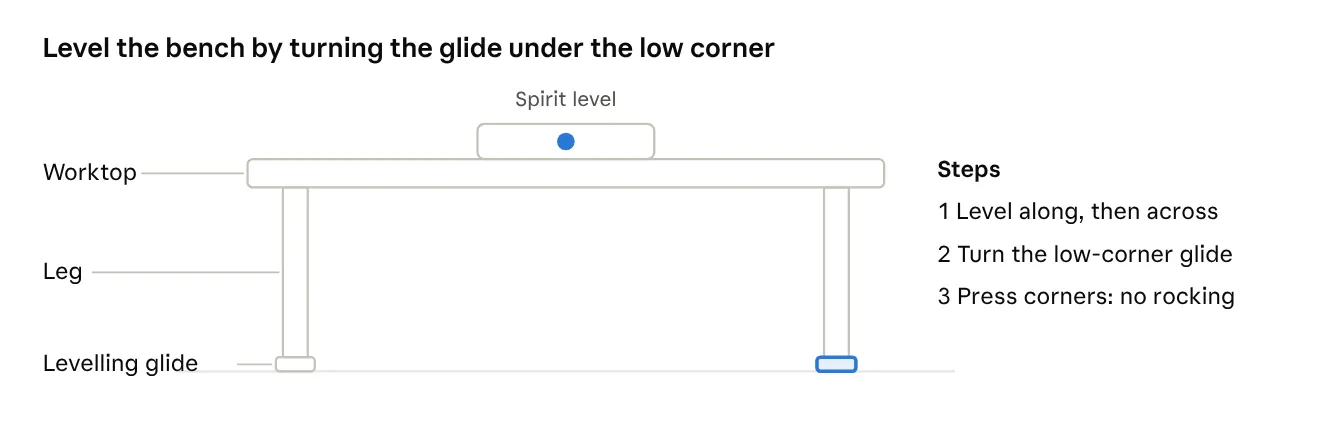 Level the bench by turning the glide under the low corner
Spirit level
Worktop
Leg
Levelling glide
Steps
1 Level along, then across
2 Turn the low-corner glide
3 Press corners: no rocking